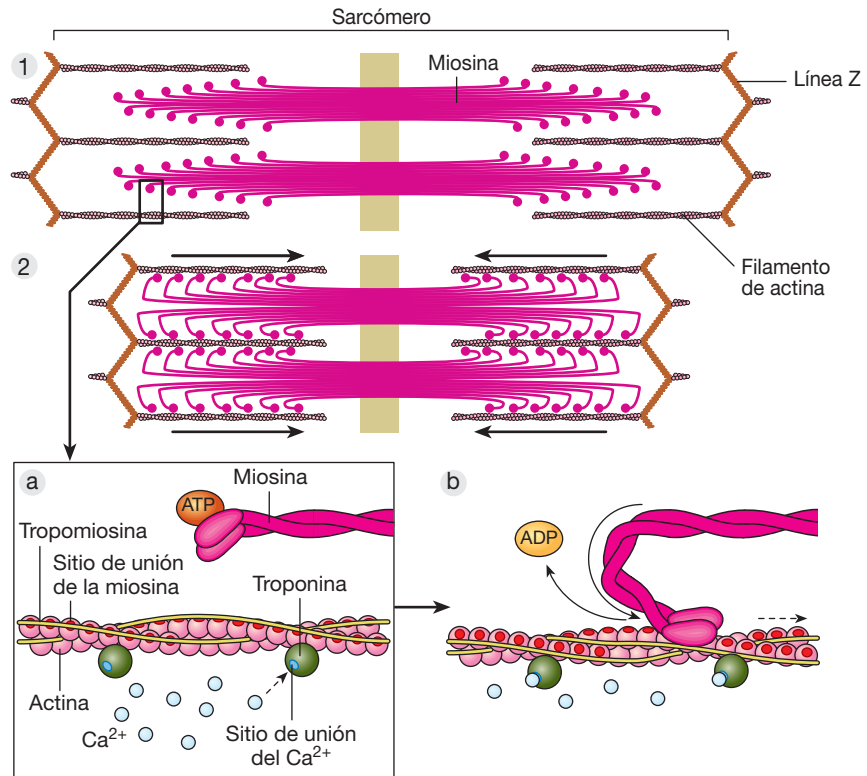 Sarcómero
1
Miosina
Línea Z
2
Filamento
de actina
a
ATP
Miosina
Tropomiosina
Sitio de unión
de la miosina
Troponina
Actina
Ca2+
Sitio de unión
del Ca2+
b
ADP